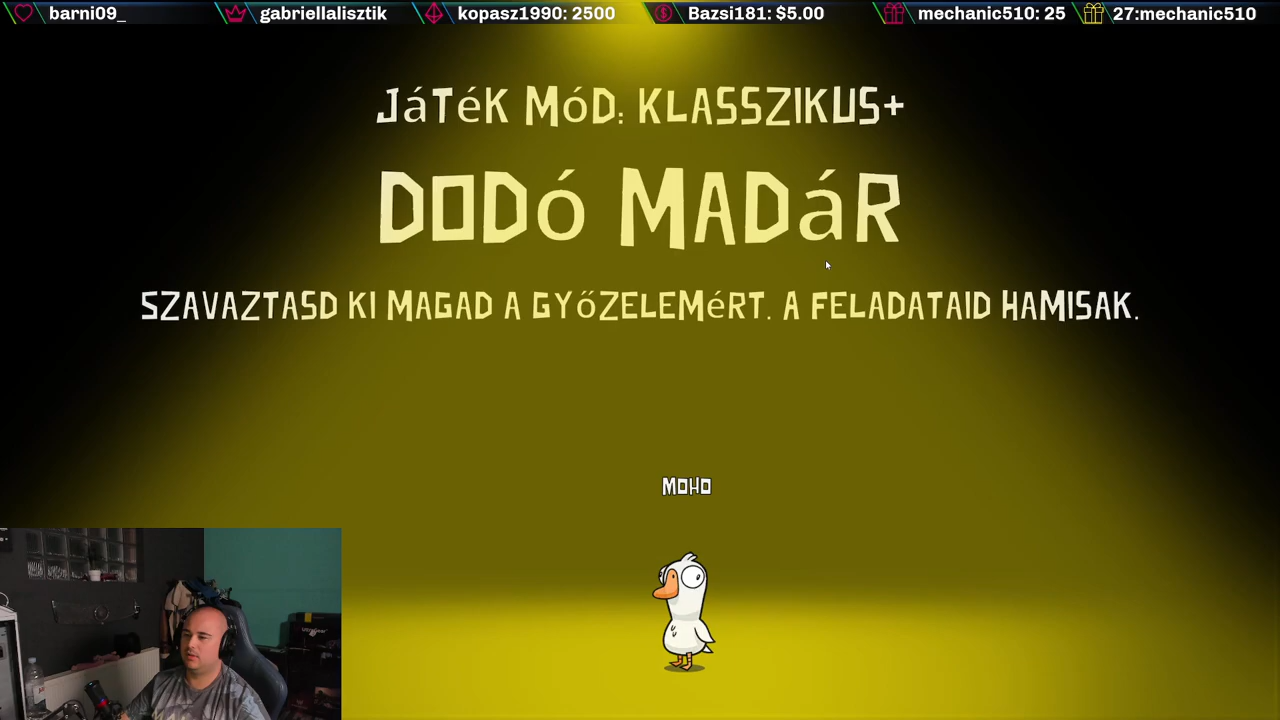 barni09_ gabriellalisztik kopasz1990: 2500 Bazsi181: $5.00 mechanic510: 25 27:mechanic510
JáTéK MóD: KLASSZIKUS+
DODó MADáR
SZAVAZTASD KI MAGAD A GYőZELEMéRT. A FELADATAID HAMISAK.
MOHO
UltraGear